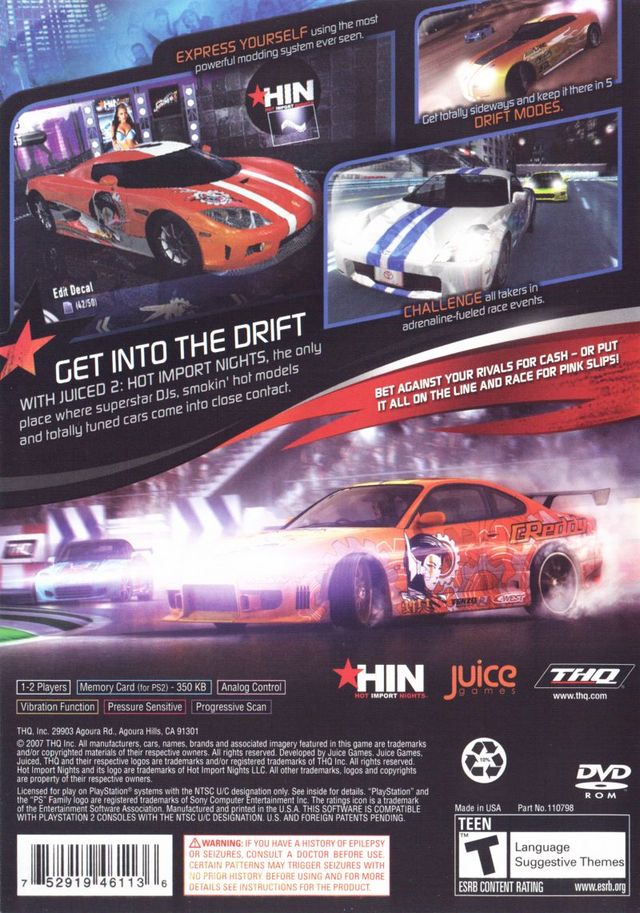 EXPRESS YOURSELF using the most
powerful modding system ever seen.
HIN
HOT IMPORT NIGHTS
Edit Decal
(42/50)
Get totally sideways and keep it there in 5
DRIFT MODES.
CHALLENGE all takers in
adrenaline-fueled race events.
GET INTO THE DRIFT
WITH JUICED 2: HOT IMPORT NIGHTS, the only
place where superstar DJs, smokin' hot models
and totally tuned cars come into close contact.
BET AGAINST YOUR RIVALS FOR CASH – OR PUT
IT ALL ON THE LINE AND RACE FOR PINK SLIPS!
THQ
GReddy
C-WEST
1-2 Players
Memory Card (for PS2) - 350 KB
Analog Control
Vibration Function
Pressure Sensitive
Progressive Scan
HIN
HOT IMPORT NIGHTS
juice
games
THQ
www.thq.com
THQ, Inc. 29903 Agoura Rd., Agoura Hills, CA 91301
© 2007 THQ Inc. All manufacturers, cars, names, brands and associated imagery featured in this game are trademarks
and/or copyrighted materials of their respective owners. All rights reserved. Developed by Juice Games. Juice Games,
Juiced, THQ and their respective logos are trademarks and/or registered trademarks of THQ Inc. All rights reserved.
Hot Import Nights and its logo are trademarks of Hot Import Nights LLC. All other trademarks, logos and copyrights
are property of their respective owners.
Licensed for play on PlayStation® systems with the NTSC U/C designation only. See inside for details. "PlayStation" and
the "PS" Family logo are registered trademarks of Sony Computer Entertainment Inc. The ratings icon is a trademark
of the Entertainment Software Association. Manufactured and printed in the U.S.A. THIS SOFTWARE IS COMPATIBLE
WITH PLAYSTATION 2 CONSOLES WITH THE NTSC U/C DESIGNATION. U.S. AND FOREIGN PATENTS PENDING.
10%
DVD
ROM
Made in USA
Part No. 110798
7 52919 46113 6
WARNING: IF YOU HAVE A HISTORY OF EPILEPSY
OR SEIZURES, CONSULT A DOCTOR BEFORE USE.
CERTAIN PATTERNS MAY TRIGGER SEIZURES WITH
NO PRIOR HISTORY. BEFORE USING AND FOR MORE
DETAILS SEE INSTRUCTIONS FOR THE PRODUCT.
TEEN
T
TM
Language
Suggestive Themes
ESRB CONTENT RATING
www.esrb.org